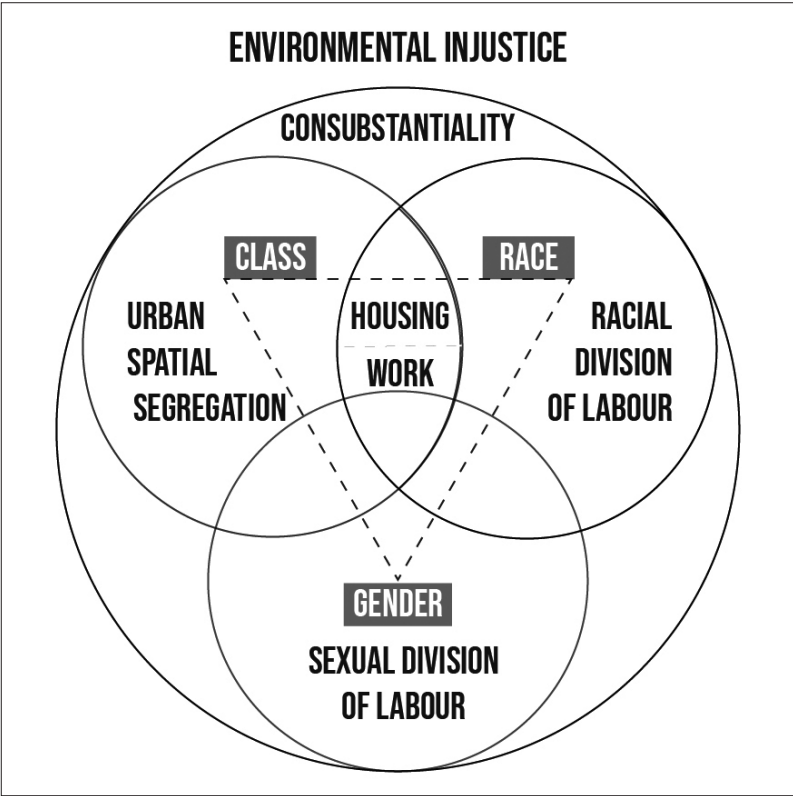 ENVIRONMENTAL INJUSTICE
CONSUBSTANTIALITY
CLASS
URBAN
SPATIAL
SEGREGATION
HOUSING
WORK
RACE
RACIAL
DIVISION
OF LABOUR
GENDER
SEXUAL DIVISION
OF LABOUR